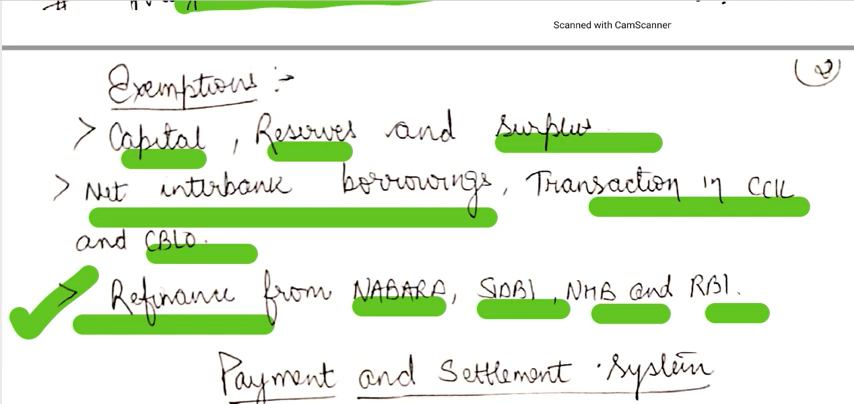 Scanned with CamScanner
(2)
Exemptions :→
> Capital, Reserves and Surplus.
> Net interbank borrowings, Transaction in CCIL
and CBLO.
> Refinance from NABARD, SIDBI, NHB and RBI.
Payment and Settlement System